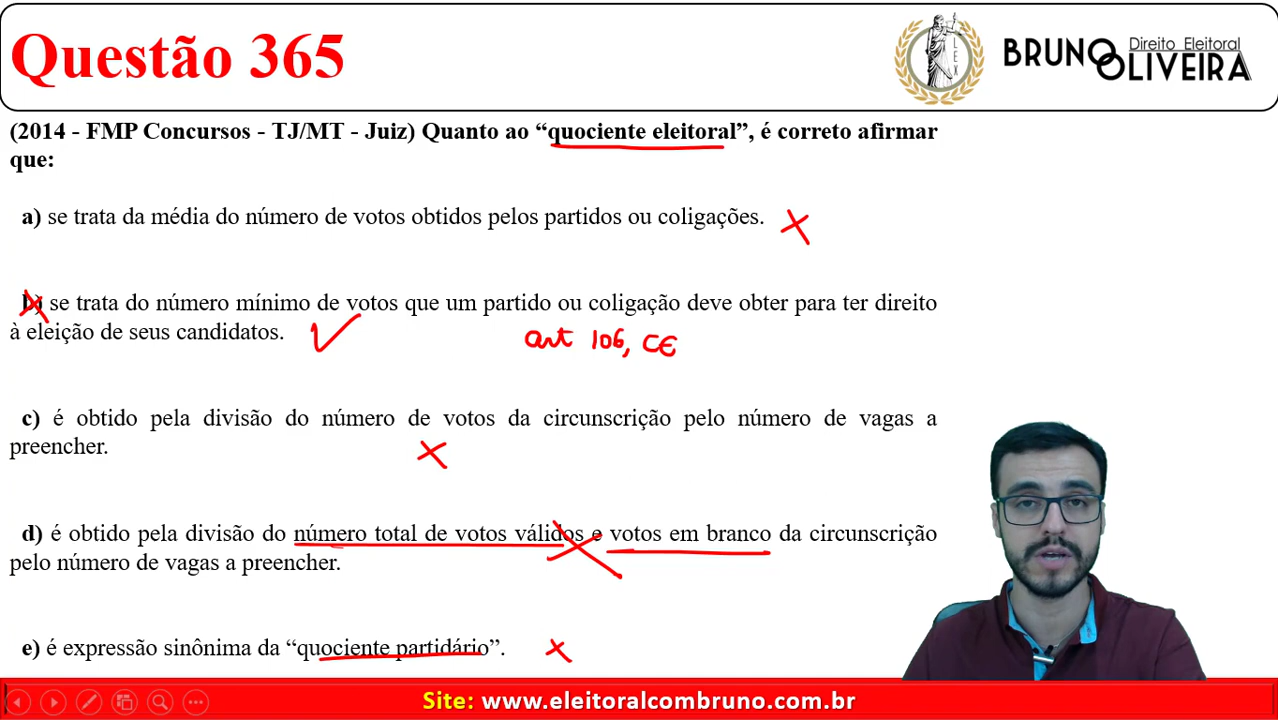 Questão 365
LEX
BRUNO OLIVEIRA
Direito Eleitoral
(2014 - FMP Concursos - TJ/MT - Juiz) Quanto ao “quociente eleitoral”, é correto afirmar
que:
a) se trata da média do número de votos obtidos pelos partidos ou coligações.
b) se trata do número mínimo de votos que um partido ou coligação deve obter para ter direito
à eleição de seus candidatos.
art 106, CE
c) é obtido pela divisão do número de votos da circunscrição pelo número de vagas a
preencher.
d) é obtido pela divisão do número total de votos válidos e votos em branco da circunscrição
pelo número de vagas a preencher.
e) é expressão sinônima da “quociente partidário”.
Site: www.eleitoralcombruno.com.br